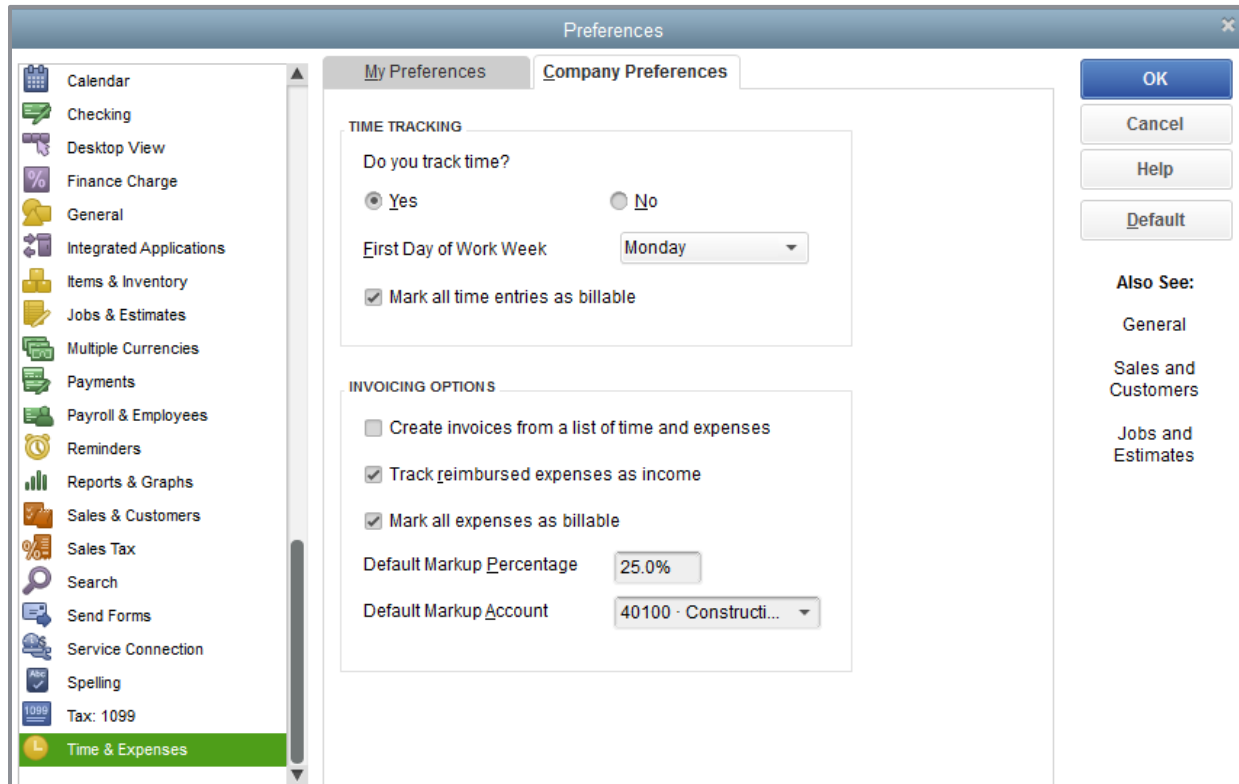 Preferences
Calendar
Checking
Desktop View
% Finance Charge
General
Integrated Applications
Items & Inventory
Jobs & Estimates
Multiple Currencies
Payments
Payroll & Employees
Reminders
Reports & Graphs
Sales & Customers
% Sales Tax
Search
Send Forms
Service Connection
Abc Spelling
1099 Tax: 1099
Time & Expenses
My Preferences
Company Preferences
TIME TRACKING
Do you track time?
Yes No
First Day of Work Week Monday
Mark all time entries as billable
INVOICING OPTIONS
Create invoices from a list of time and expenses
Track reimbursed expenses as income
Mark all expenses as billable
Default Markup Percentage 25.0%
Default Markup Account 40100 · Constructi...
OK
Cancel
Help
Default
Also See:
General
Sales and
Customers
Jobs and
Estimates